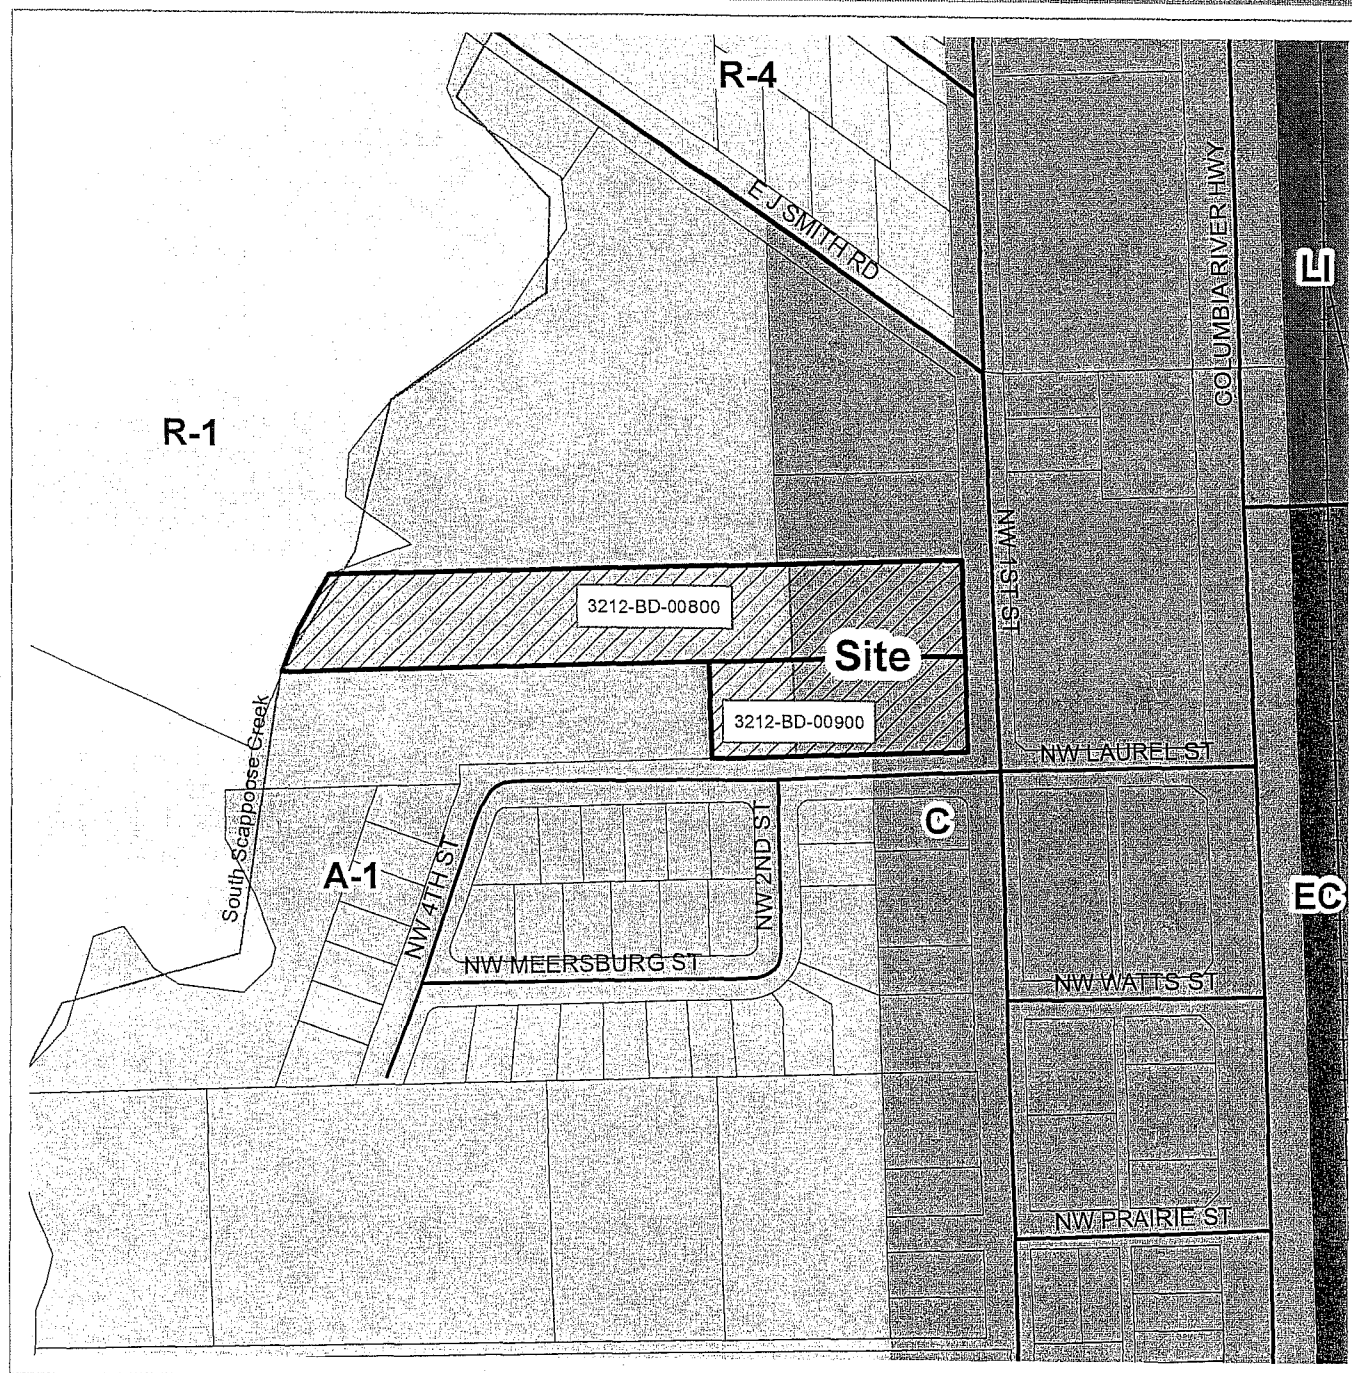 R-4
E J SMITH RD
COLUMBIA RIVER HWY
LI
R-1
NW 1ST ST
3212-BD-00800
Site
3212-BD-00900
South Scappoose Creek
NW LAUREL ST
C
NW 2ND ST
A-1
NW 4TH ST
EC
NW MEERSBURG ST
NW WATTS ST
NW PRAIRIE ST